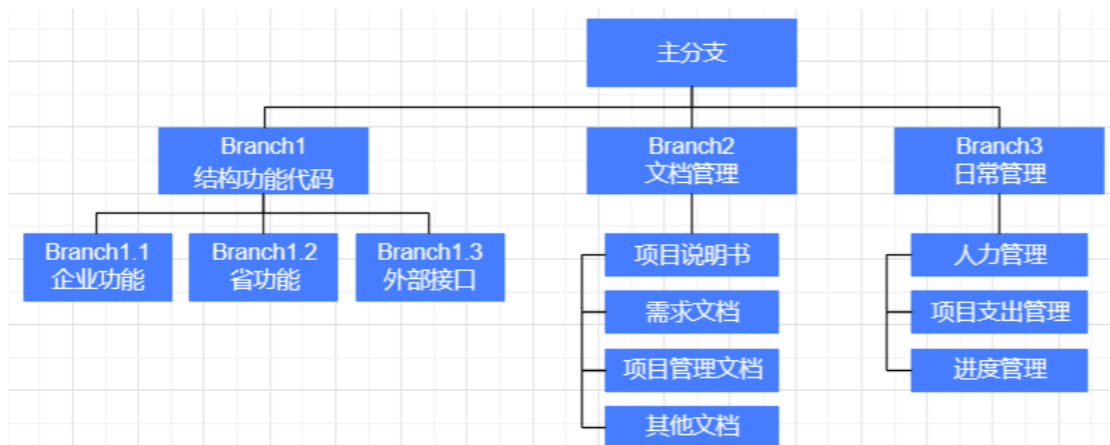 主分支
Branch1
结构功能代码
Branch2
文档管理
Branch3
日常管理
Branch1.1
企业功能
Branch1.2
省功能
Branch1.3
外部接口
项目说明书
需求文档
项目管理文档
其他文档
人力管理
项目支出管理
进度管理